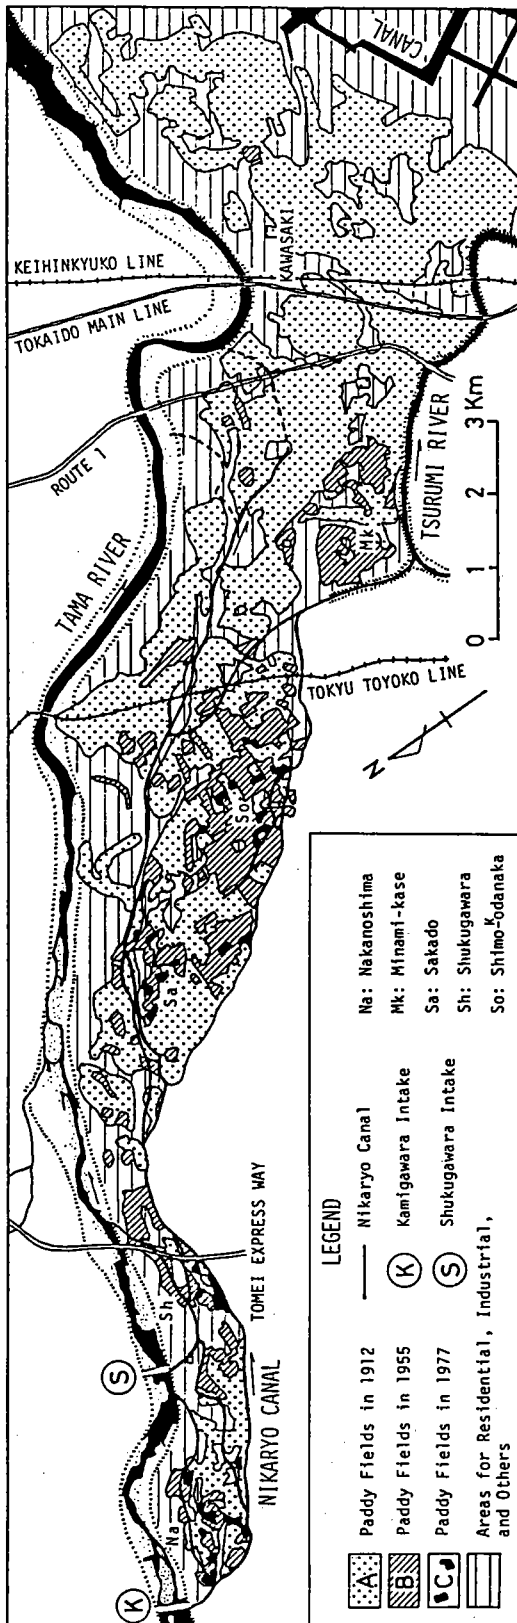 CANAL
KEIHINKYUKO LINE
KAWASAKI
TOKAIDO MAIN LINE
ROUTE 1
TAMA RIVER
TSURUMI RIVER
0 1 2 3 Km
Mk
TOKYU TOYOKO LINE
N
So
Sa
TOMEI EXPRESS WAY
Sh
S
NIKARYO CANAL
Na
K
LEGEND
A Paddy Fields in 1912
B Paddy Fields in 1955
C Paddy Fields in 1977
Areas for Residential, Industrial,
and Others
Nikaryo Canal
K Kamigawara Intake
S Shukugawara Intake
Na: Nakanoshima
Mk: Minami-kase
Sa: Sakado
Sh: Shukugawara
So: Shimo-Kodanaka